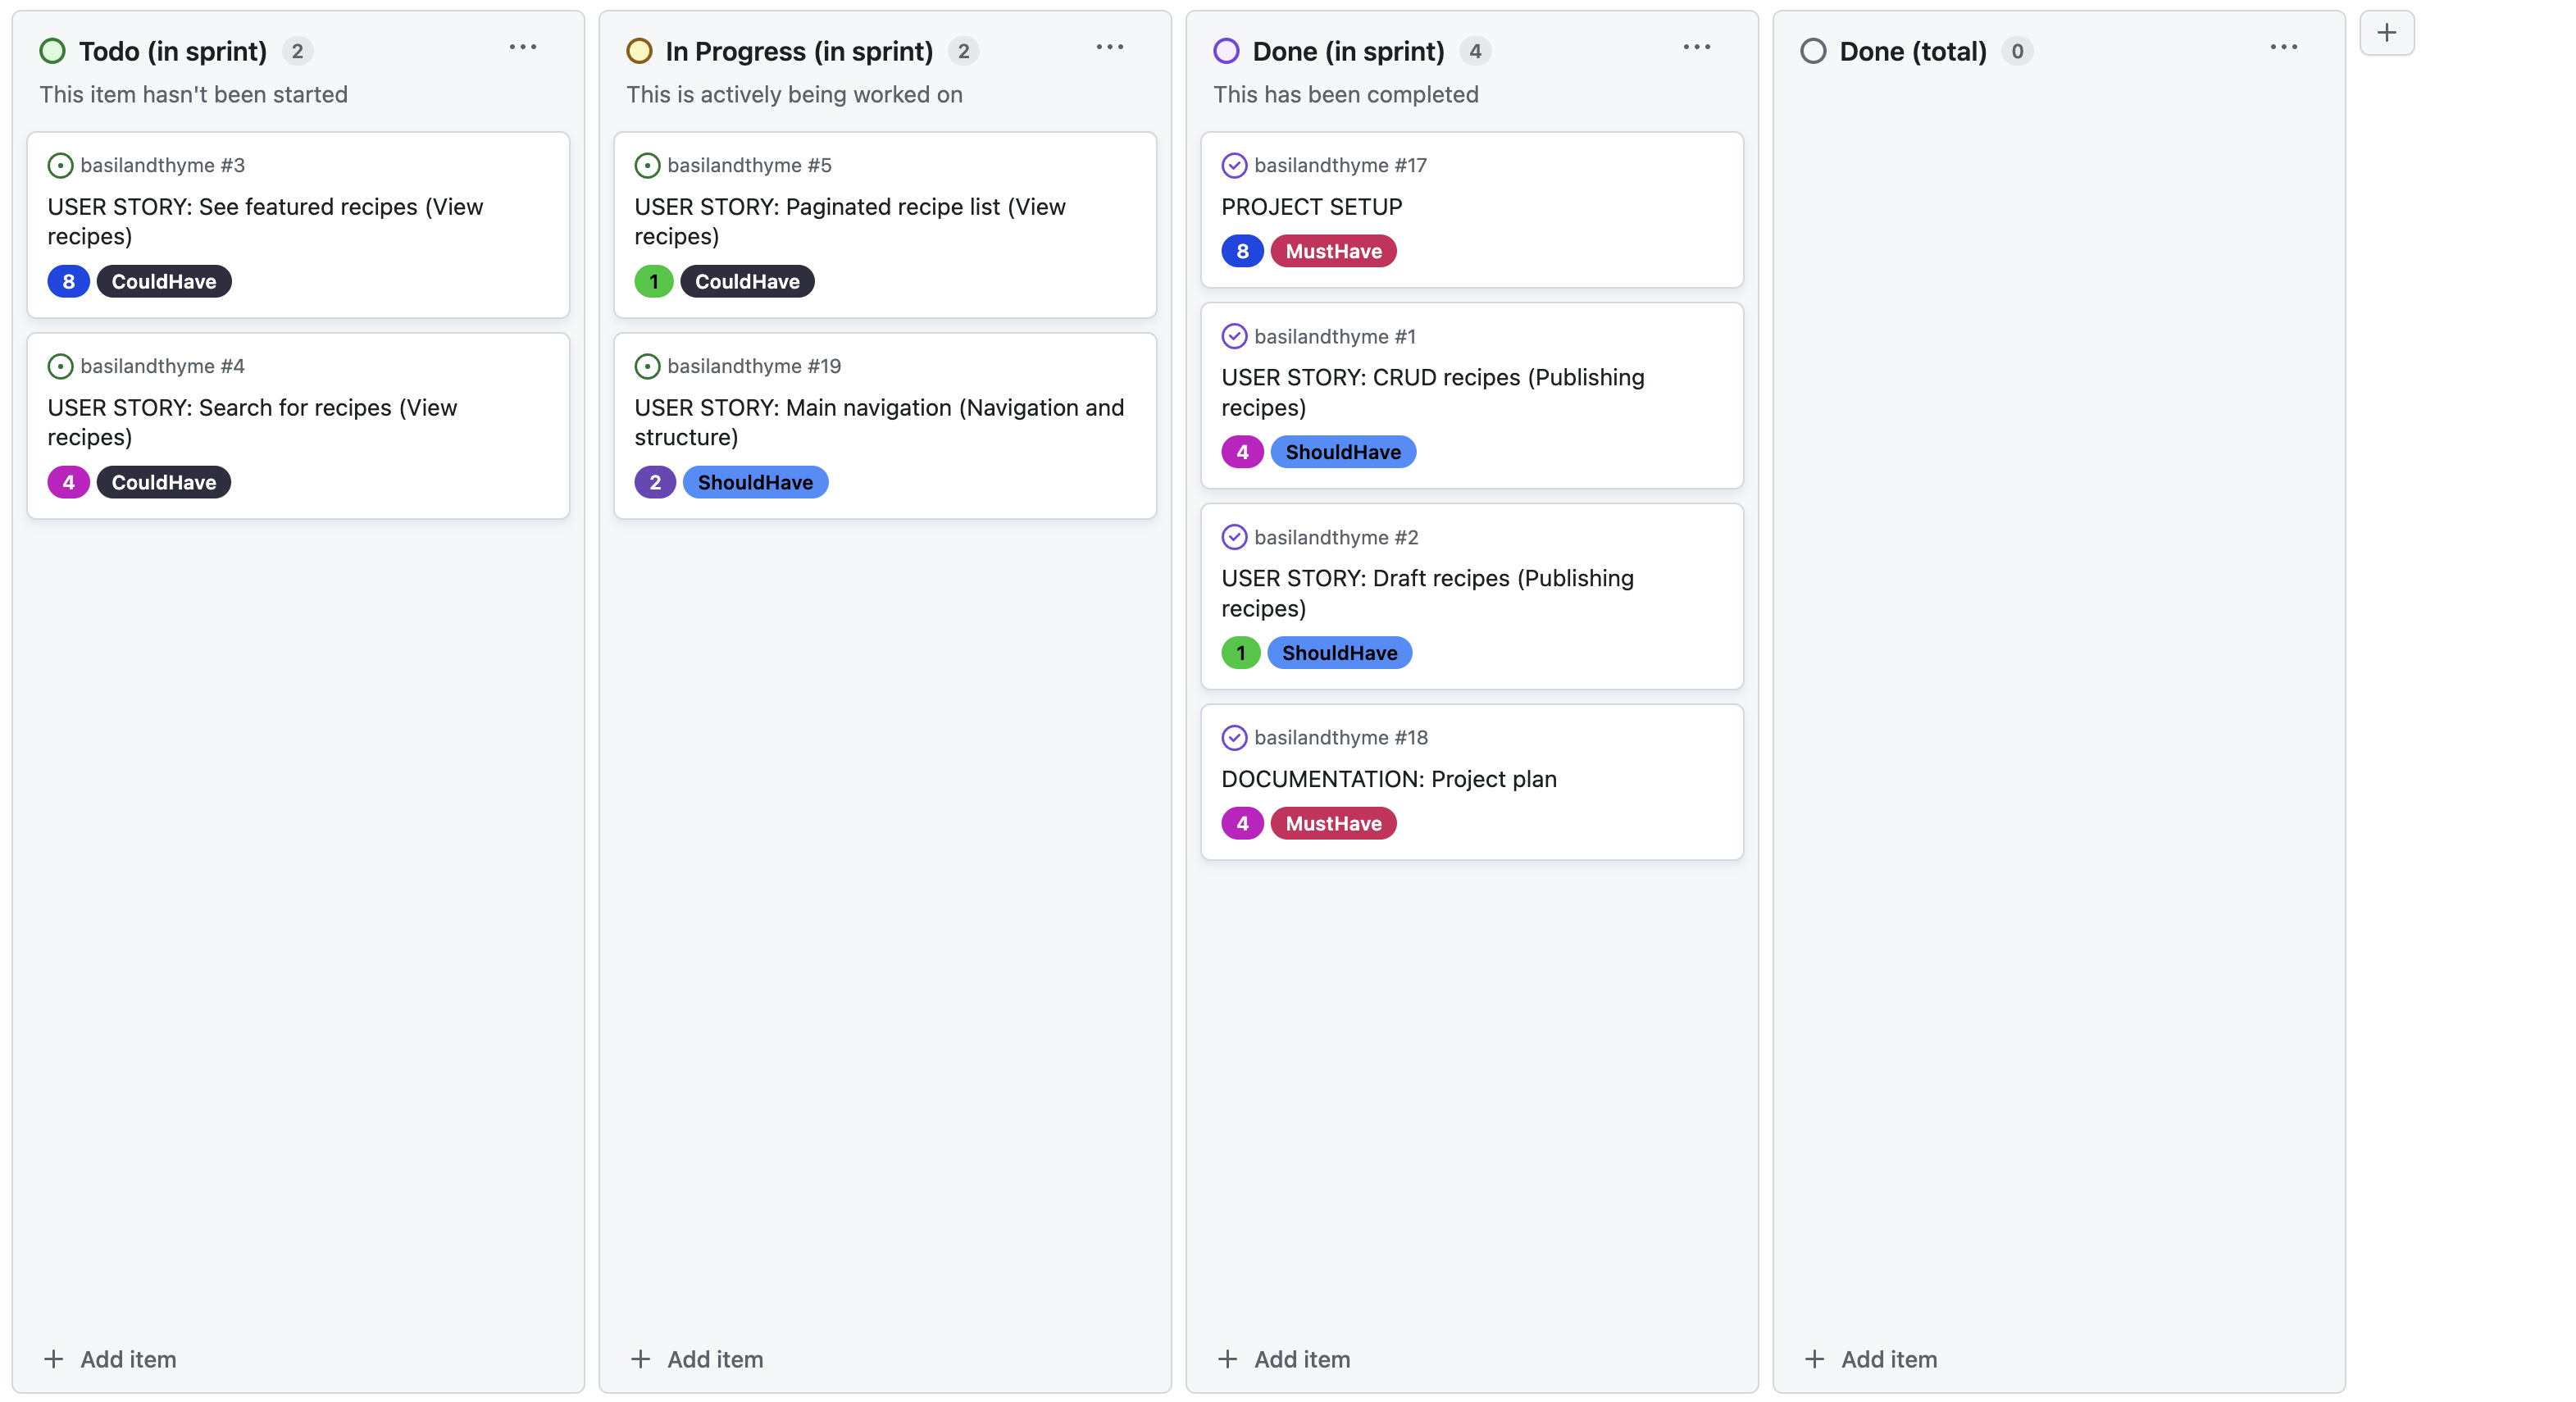 Todo (in sprint) 2
This item hasn't been started
basilandthyme #3
USER STORY: See featured recipes (View
recipes)
8 CouldHave
basilandthyme #4
USER STORY: Search for recipes (View
recipes)
4 CouldHave
Add item
In Progress (in sprint) 2
This is actively being worked on
basilandthyme #5
USER STORY: Paginated recipe list (View
recipes)
1 CouldHave
basilandthyme #19
USER STORY: Main navigation (Navigation and
structure)
2 ShouldHave
Add item
Done (in sprint) 4
This has been completed
basilandthyme #17
PROJECT SETUP
8 MustHave
basilandthyme #1
USER STORY: CRUD recipes (Publishing
recipes)
4 ShouldHave
basilandthyme #2
USER STORY: Draft recipes (Publishing
recipes)
1 ShouldHave
basilandthyme #18
DOCUMENTATION: Project plan
4 MustHave
Add item
Done (total) 0
Add item